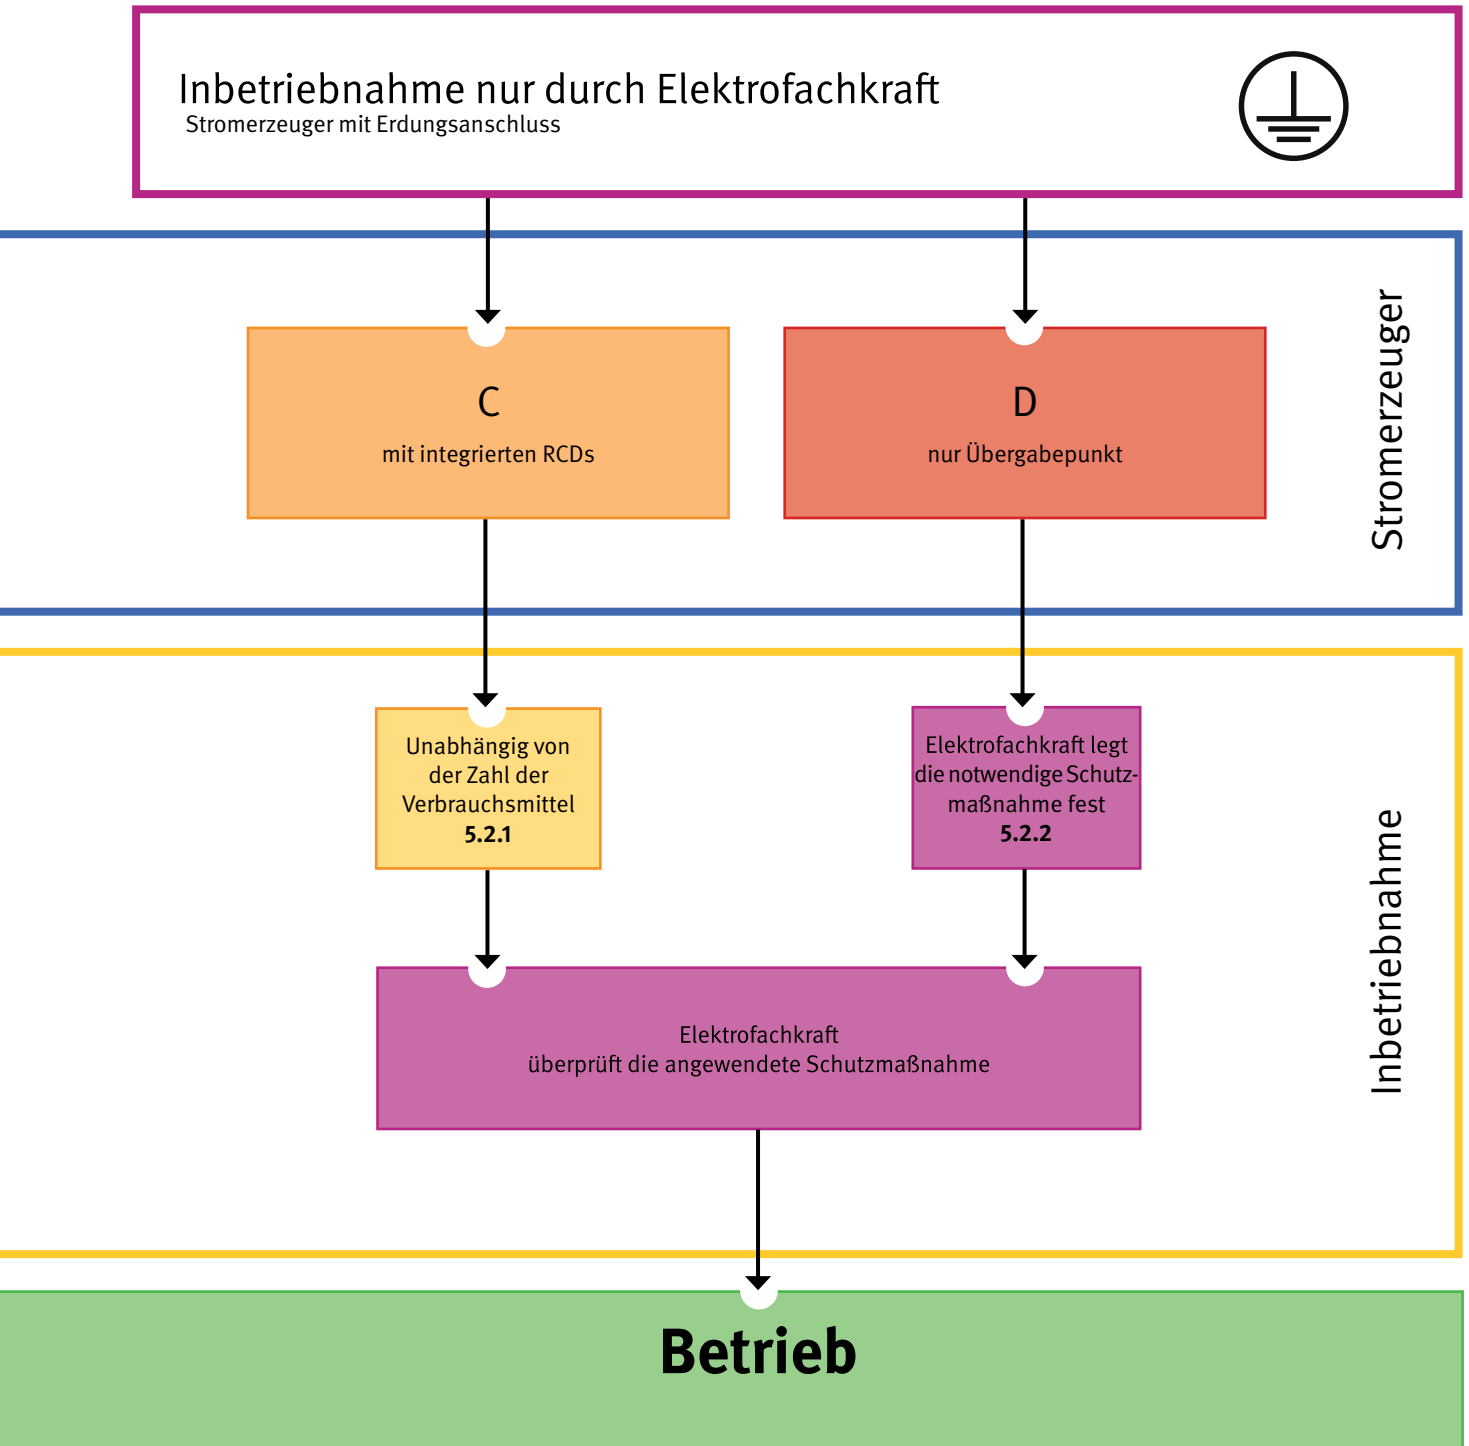 Inbetriebnahme nur durch Elektrofachkraft
Stromerzeuger mit Erdungsanschluss
C
mit integrierten RCDs
D
nur Übergabepunkt
Stromerzeuger
Unabhängig von
der Zahl der
Verbrauchsmittel
5.2.1
Elektrofachkraft legt
die notwendige Schutz-
maßnahme fest
5.2.2
Elektrofachkraft
überprüft die angewendete Schutzmaßnahme
Inbetriebnahme
Betrieb